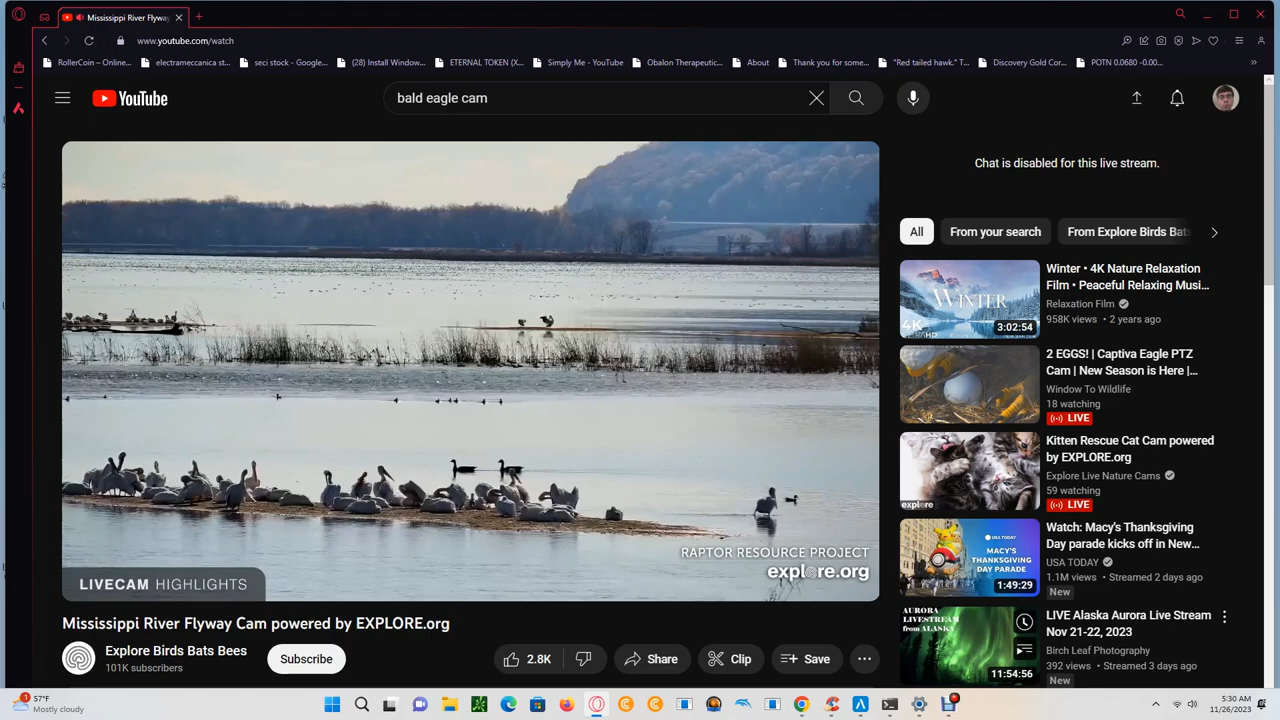 Mississippi River Flyway
www.youtube.com/watch
RollerCoin – Online... electrameccanica st... seci stock - Google... (28) Install Window... ETERNAL TOKEN (X... Simply Me - YouTube Obalon Therapeutic... About Thank you for some... "Red tailed hawk." T... Discovery Gold Cor... POTN 0.0680 -0.00... »
YouTube
bald eagle cam
Chat is disabled for this live stream.
All From your search From Explore Birds Bats
WINTER
4K
3:02:54
Winter • 4K Nature Relaxation
Film • Peaceful Relaxing Musi...
Relaxation Film
958K views • 2 years ago
2 EGGS! | Captiva Eagle PTZ
Cam | New Season is Here |...
Window To Wildlife
18 watching
LIVE
explore
Kitten Rescue Cat Cam powered
by EXPLORE.org
Explore Live Nature Cams
59 watching
LIVE
USA TODAY
MACY'S
THANKSGIVING
DAY PARADE
1:49:29
Watch: Macy's Thanksgiving
Day parade kicks off in New...
USA TODAY
1.1M views • Streamed 2 days ago
New
AURORA
LIVESTREAM
from ALASKA
11:54:56
LIVE Alaska Aurora Live Stream
Nov 21-22, 2023
Birch Leaf Photography
392 views • Streamed 3 days ago
New
RAPTOR RESOURCE PROJECT
explore.org
LIVECAM HIGHLIGHTS
Mississippi River Flyway Cam powered by EXPLORE.org
Explore Birds Bats Bees
101K subscribers
Subscribe
2.8K Share Clip Save
1
57°F
Mostly cloudy
5:30 AM
11/26/2023